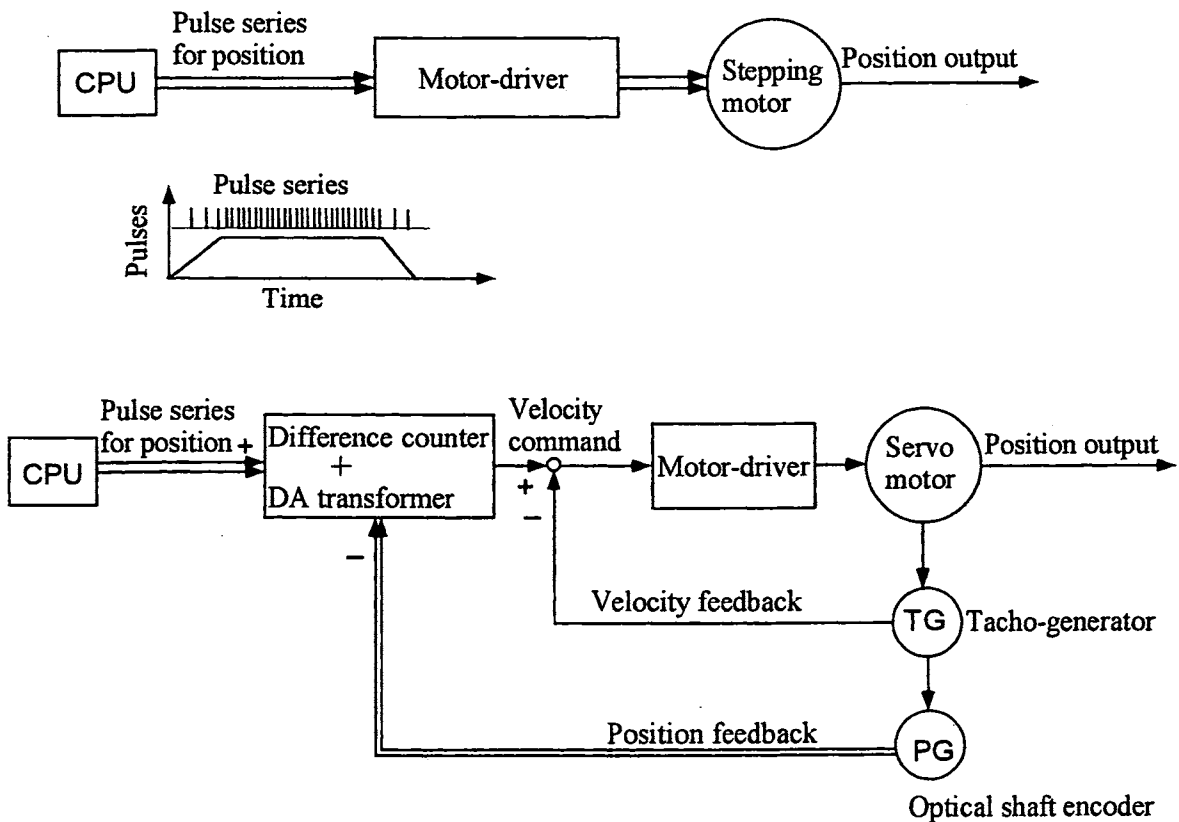 Pulse series
for position
CPU
Motor-driver
Stepping
motor
Position output
Pulse series
Pulses
Time
Pulse series
for position +
CPU
Difference counter
+
DA transformer
−
Velocity
command
+
−
Motor-driver
Servo
motor
Position output
Velocity feedback
TG
Tacho-generator
Position feedback
PG
Optical shaft encoder